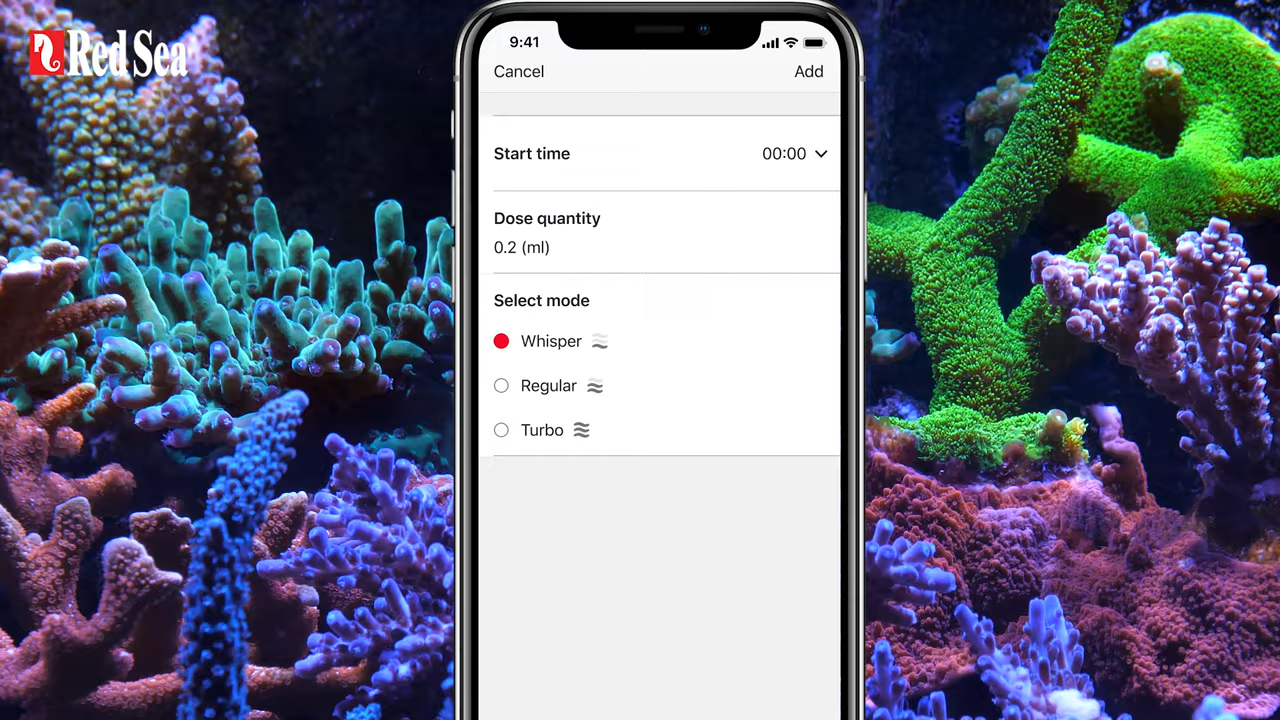 Red Sea
9:41
Cancel Add
Start time 00:00
Dose quantity
0.2 (ml)
Select mode
Whisper
Regular
Turbo